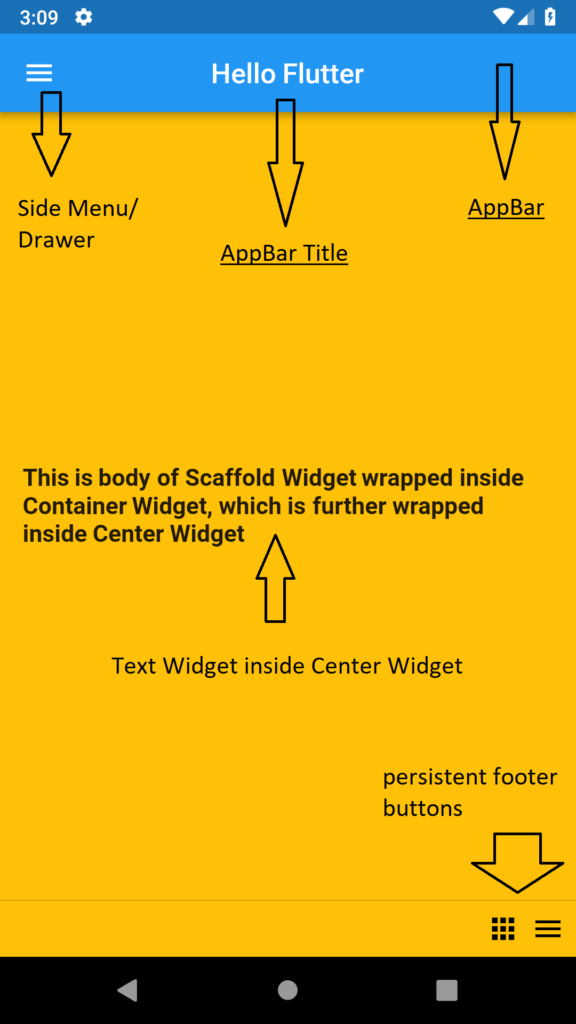 3:09
Hello Flutter
Side Menu/
Drawer
AppBar
AppBar Title
This is body of Scaffold Widget wrapped inside
Container Widget, which is further wrapped
inside Center Widget
Text Widget inside Center Widget
persistent footer
buttons